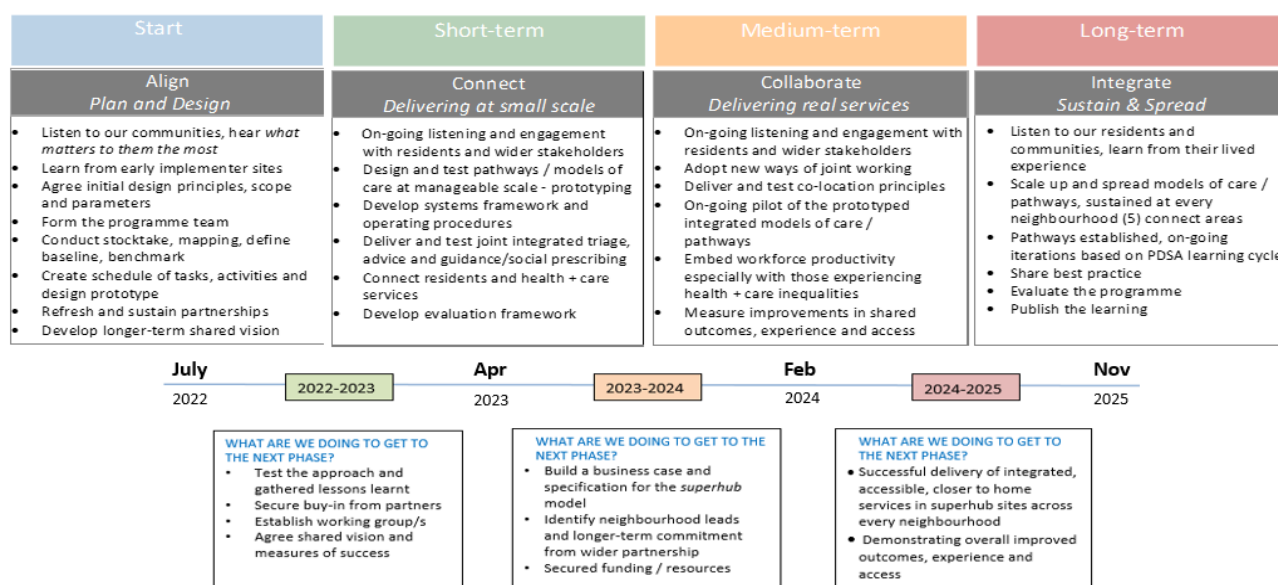 Start
Align
Plan and Design
• Listen to our communities, hear what
matters to them the most
• Learn from early implementer sites
• Agree initial design principles, scope
and parameters
• Form the programme team
• Conduct stocktake, mapping, define
baseline, benchmark
• Create schedule of tasks, activities and
design prototype
• Refresh and sustain partnerships
• Develop longer-term shared vision
Short-term
Connect
Delivering at small scale
• On-going listening and engagement
with residents and wider stakeholders
• Design and test pathways / models of
care at manageable scale - prototyping
• Develop systems framework and
operating procedures
• Deliver and test joint integrated triage,
advice and guidance/social prescribing
• Connect residents and health + care
services
• Develop evaluation framework
Medium-term
Collaborate
Delivering real services
• On-going listening and engagement with
residents and wider stakeholders
• Adopt new ways of joint working
• Deliver and test co-location principles
• On-going pilot of the prototyped
integrated models of care /
pathways
• Embed workforce productivity
especially with those experiencing
health + care inequalities
• Measure improvements in shared
outcomes, experience and access
Long-term
Integrate
Sustain & Spread
• Listen to our residents and
communities, learn from their lived
experience
• Scale up and spread models of care /
pathways, sustained at every
neighbourhood (5) connect areas
• Pathways established, on-going
iterations based on PDSA learning cycle
• Share best practice
• Evaluate the programme
• Publish the learning
July
2022
2022-2023
Apr
2023
2023-2024
Feb
2024
2024-2025
Nov
2025
WHAT ARE WE DOING TO GET TO
THE NEXT PHASE?
• Test the approach and
gathered lessons learnt
• Secure buy-in from partners
• Establish working group/s
• Agree shared vision and
measures of success
WHAT ARE WE DOING TO GET TO THE
NEXT PHASE?
• Build a business case and
specification for the superhub
model
• Identify neighbourhood leads
and longer-term commitment
from wider partnership
• Secured funding / resources
WHAT ARE WE DOING TO GET TO
THE NEXT PHASE?
• Successful delivery of integrated,
accessible, closer to home
services in superhub sites across
every neighbourhood
• Demonstrating overall improved
outcomes, experience and
access